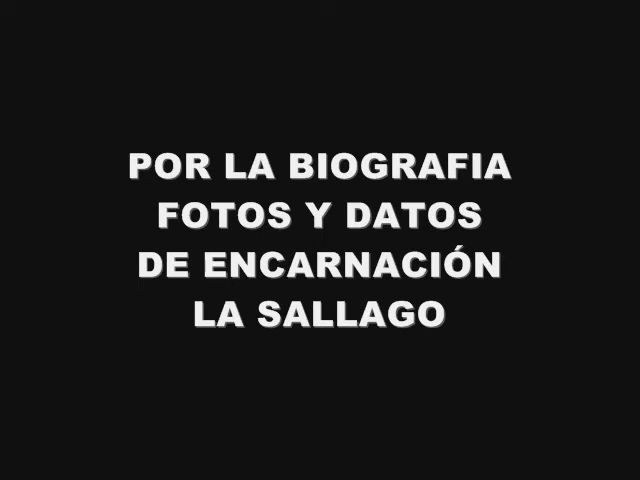 POR LA BIOGRAFIA
FOTOS Y DATOS
DE ENCARNACIÓN
LA SALLAGO